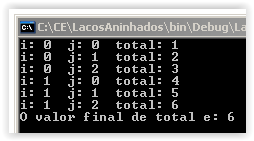 C:\CE\LacosAninhados\bin\Debug\La
i: 0 j: 0 total: 1
i: 0 j: 1 total: 2
i: 0 j: 2 total: 3
i: 1 j: 0 total: 4
i: 1 j: 1 total: 5
i: 1 j: 2 total: 6
O valor final de total e: 6